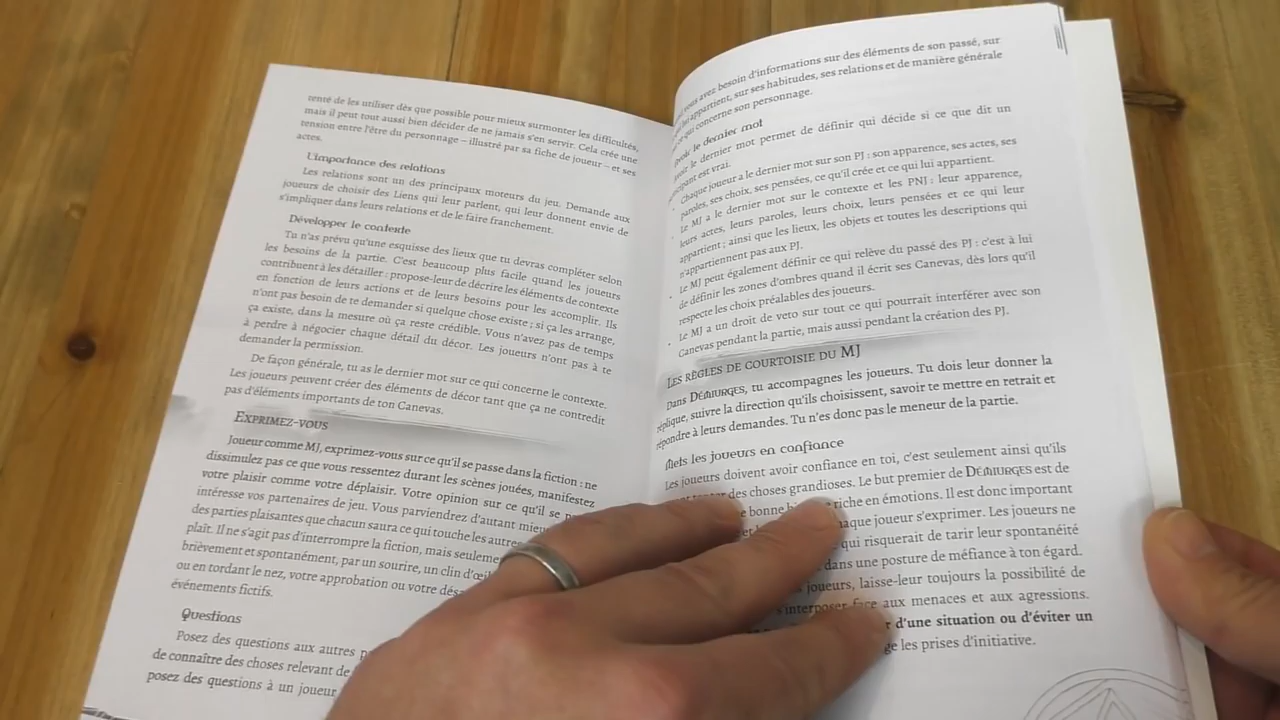 tenté de les utiliser dès que possible pour mieux surmonter les difficultés,
mais il peut tout aussi bien décider de ne jamais s'en servir. Cela crée une
tension entre l'être du personnage – illustré par sa fiche de joueur – et ses
actes.
L'importance des relations
Les relations sont un des principaux moteurs du jeu. Demande aux
joueurs de choisir des Liens qui leur parlent, qui leur donnent envie de
s'impliquer dans leurs relations et de le faire franchement.
Développer le contexte
Tu n'as prévu qu'une esquisse des lieux que tu devras compléter selon
les besoins de la partie. C'est beaucoup plus facile quand les joueurs
contribuent à les détailler : propose-leur de décrire les éléments de contexte
en fonction de leurs actions et de leurs besoins pour les accomplir. Ils
n'ont pas besoin de te demander si quelque chose existe ; si ça les arrange,
ça existe, dans la mesure où ça reste crédible. Vous n'avez pas de temps
à perdre à négocier chaque détail du décor. Les joueurs n'ont pas à te
demander la permission.
De façon générale, tu as le dernier mot sur ce qui concerne le contexte.
Les joueurs peuvent créer des éléments de décor tant que ça ne contredit
pas d'éléments importants de ton Canevas.
EXPRIMEZ-VOUS
Joueur comme MJ, exprimez-vous sur ce qu'il se passe dans la fiction : ne
dissimulez pas ce que vous ressentez durant les scènes jouées, manifestez
votre plaisir comme votre déplaisir. Votre opinion sur ce qu'il se
intéresse vos partenaires de jeu. Vous parviendrez d'autant
des parties plaisantes que chacun saura ce qui touche les
plaît. Il ne s'agit pas d'interrompre la fiction, mais
brièvement et spontanément, par un sourire, un clin
ou en tordant le nez, votre approbation ou votre
événements fictifs.
Questions
Posez des questions aux autres
de connaître des choses relevant de
posez des questions à un joueur
vous avez besoin d'informations sur des éléments de son passé, sur
appartient, sur ses habitudes, ses relations et de manière générale
qui concerne son personnage.
le dernier mot
le dernier mot permet de définir qui décide si ce que dit un
est vrai.
Chaque joueur a le dernier mot sur son PJ : son apparence, ses actes, ses
paroles, ses choix, ses pensées, ce qu'il crée et ce qui lui appartient.
Le MJ a le dernier mot sur le contexte et les PNJ : leur apparence,
leurs actes, leurs paroles, leurs choix, leurs pensées et ce qui leur
appartient ; ainsi que les lieux, les objets et toutes les descriptions qui
n'appartiennent pas aux PJ.
• Le MJ peut également définir ce qui relève du passé des PJ : c'est à lui
de définir les zones d'ombres quand il écrit ses Canevas, dès lors qu'il
respecte les choix préalables des joueurs.
• Le MJ a un droit de veto sur tout ce qui pourrait interférer avec son
Canevas pendant la partie, mais aussi pendant la création des PJ.
LES RÈGLES DE COURTOISIE DU MJ
Dans DÉMIURGES, tu accompagnes les joueurs. Tu dois leur donner la
réplique, suivre la direction qu'ils choisissent, savoir te mettre en retrait et
répondre à leurs demandes. Tu n'es donc pas le meneur de la partie.
Mets les joueurs en confiance
Les joueurs doivent avoir confiance en toi, c'est seulement ainsi qu'ils
des choses grandioses. Le but premier de DÉMIURGES est de
bonne riche en émotions. Il est donc important
joueur s'exprimer. Les joueurs ne
qui risquerait de tarir leur spontanéité
dans une posture de méfiance à ton égard.
joueurs, laisse-leur toujours la possibilité de
s'interposer face aux menaces et aux agressions.
d'une situation ou d'éviter un
les prises d'initiative.